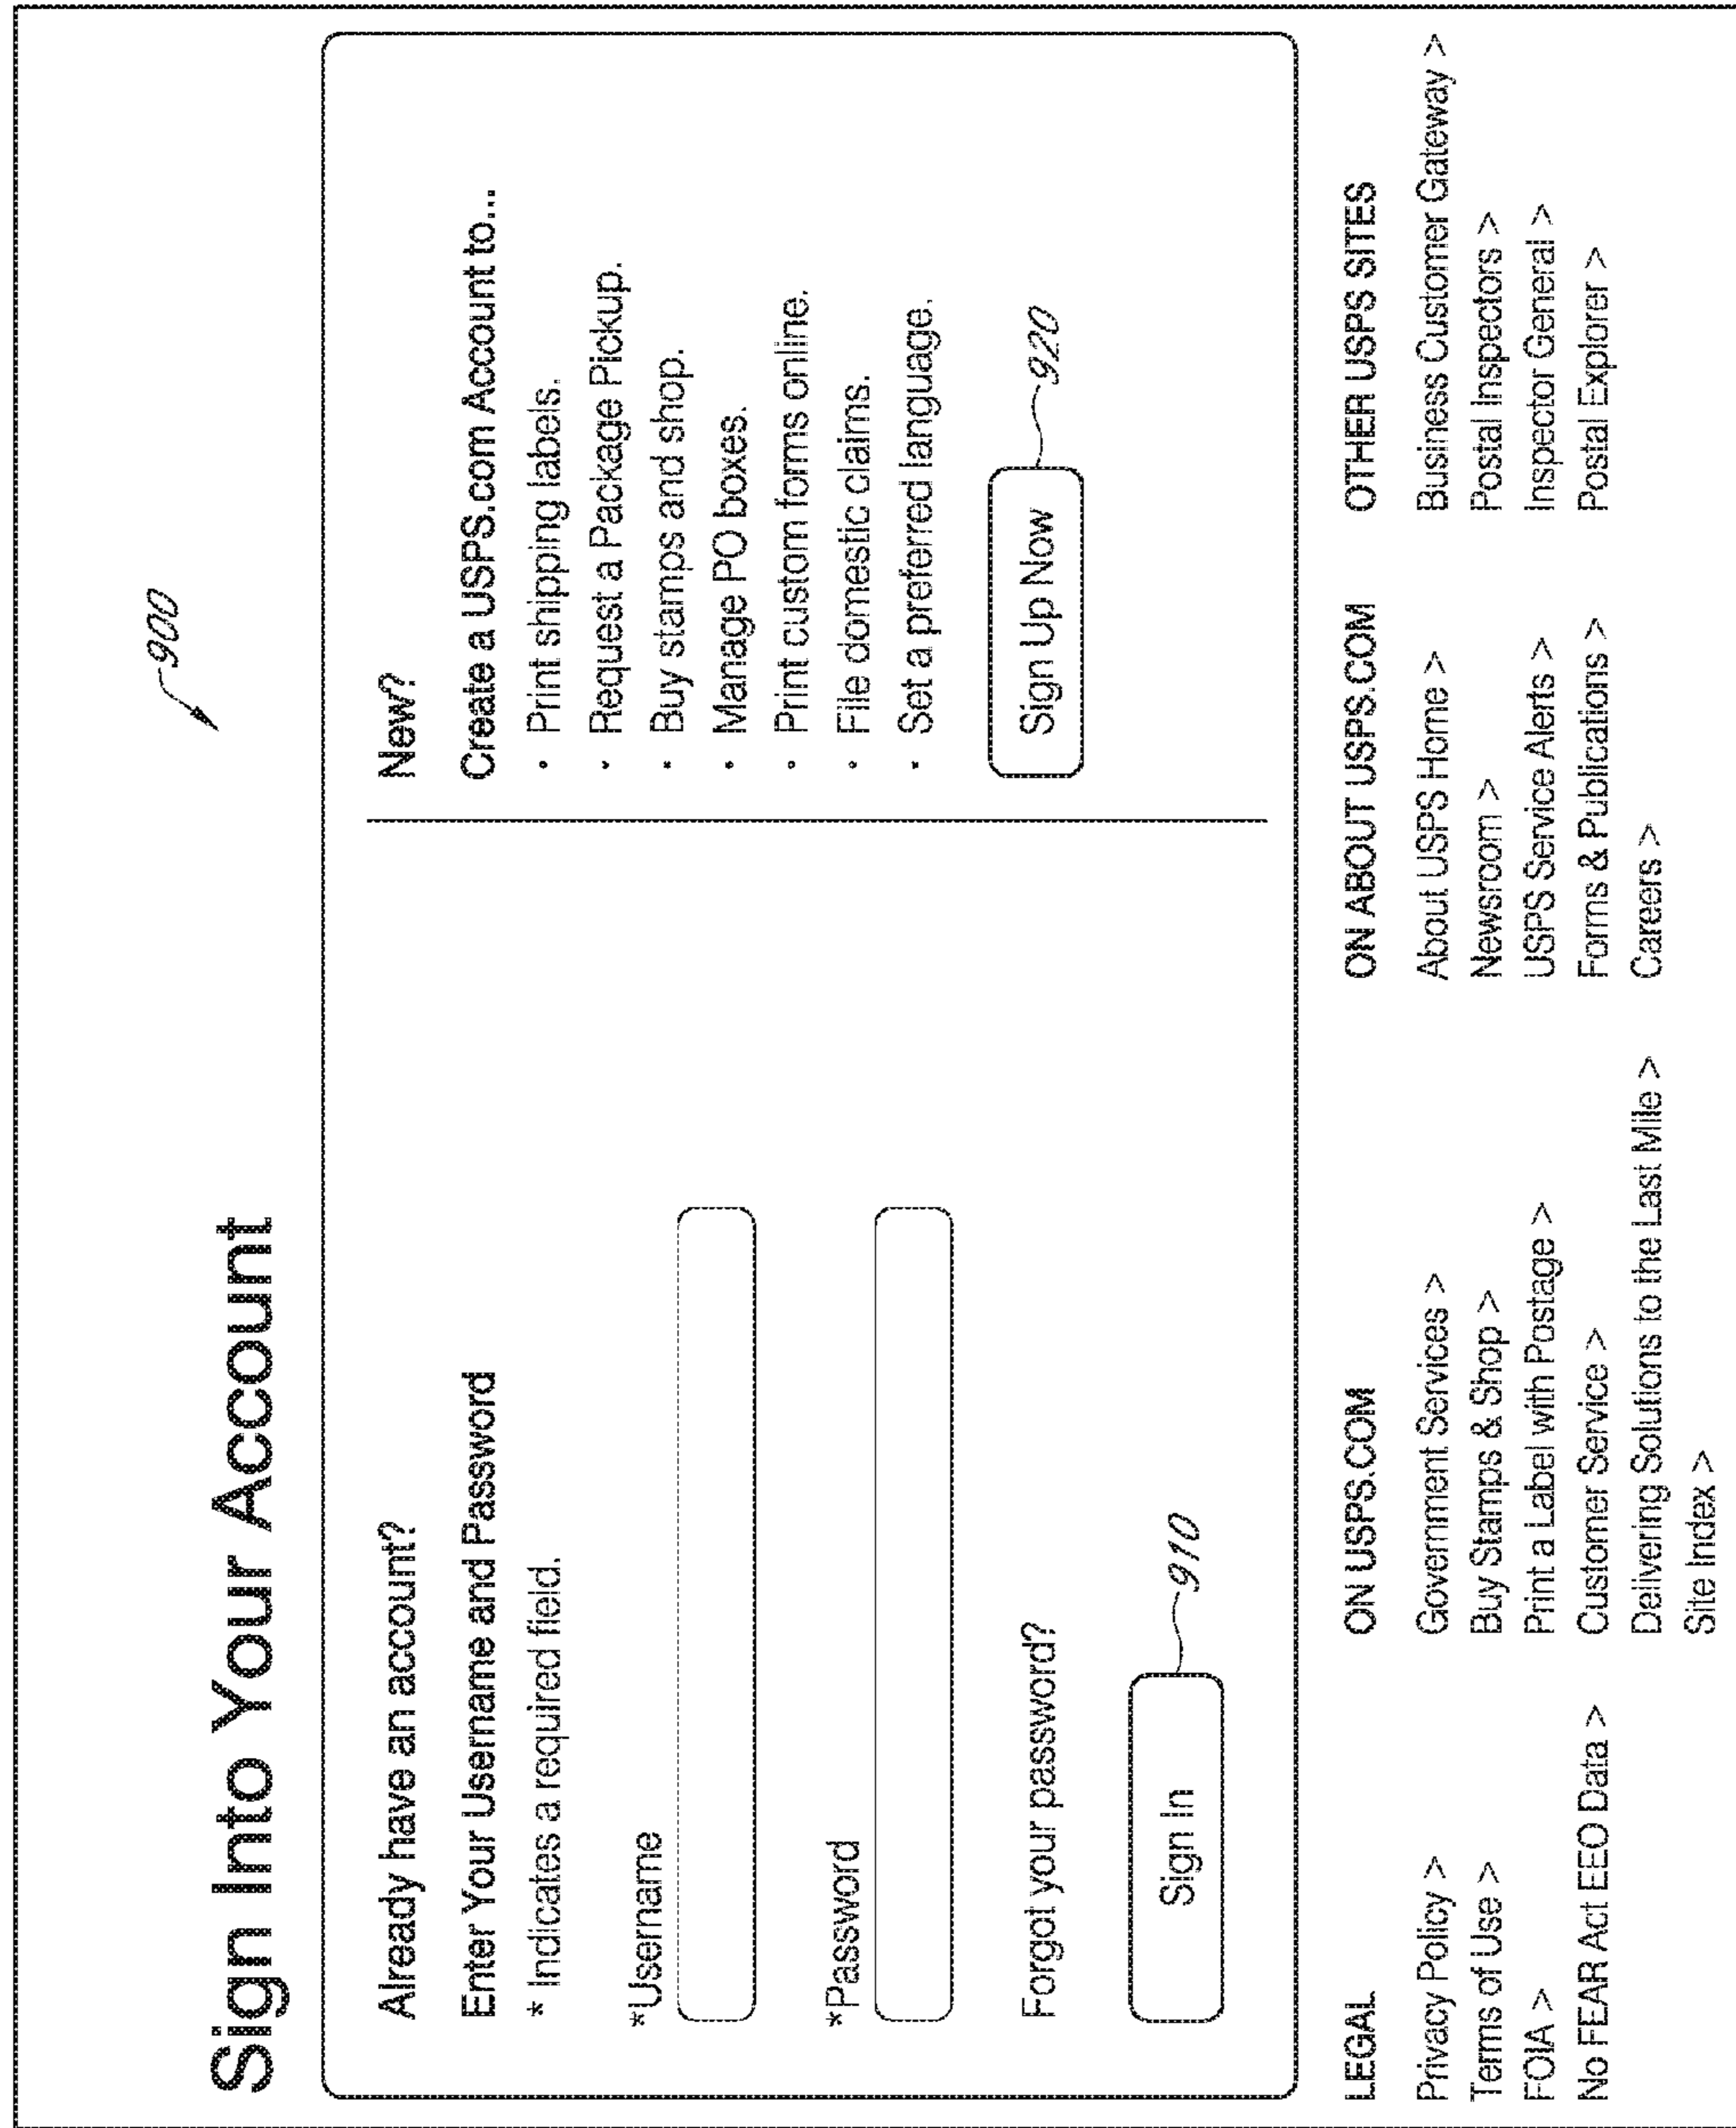 900
Sign Into Your Account
Already have an account?
Enter Your Username and Password
* Indicates a required field.
*Username
*Password
Forgot your password?
Sign In
910
New?
Create a USPS.com Account to...
• Print shipping labels.
• Request a Package Pickup.
• Buy stamps and shop.
• Manage PO boxes.
• Print custom forms online.
• File domestic claims.
• Set a preferred language.
Sign Up Now
920
LEGAL
Privacy Policy >
Terms of Use >
FOIA >
No FEAR Act EEO Data >
ON USPS.COM
Government Services >
Buy Stamps & Shop >
Print a Label with Postage >
Customer Service >
Delivering Solutions to the Last Mile >
Site Index >
ON ABOUT USPS.COM
About USPS Home >
Newsroom >
USPS Service Alerts >
Forms & Publications >
Careers >
OTHER USPS SITES
Business Customer Gateway >
Postal Inspectors >
Inspector General >
Postal Explorer >